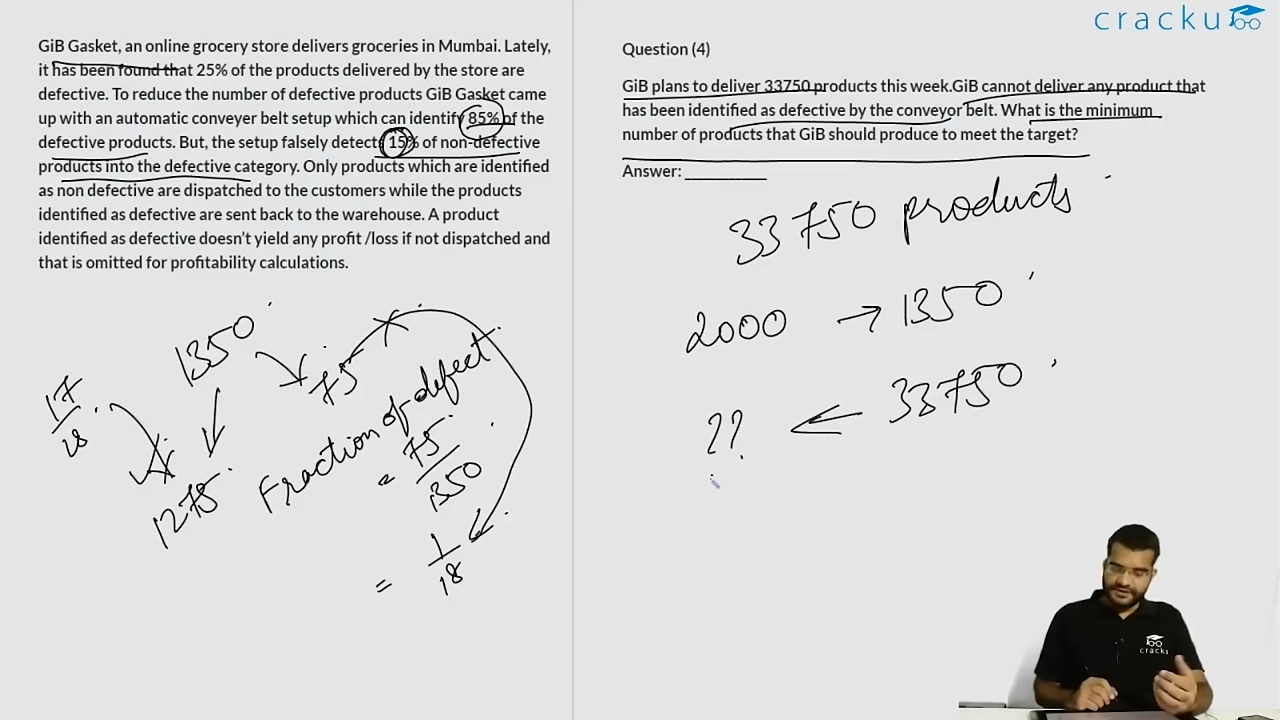 cracku
GiB Gasket, an online grocery store delivers groceries in Mumbai. Lately,
it has been found that 25% of the products delivered by the store are
defective. To reduce the number of defective products GiB Gasket came
up with an automatic conveyer belt setup which can identify 85% of the
defective products. But, the setup falsely detects 15% of non-defective
products into the defective category. Only products which are identified
as non defective are dispatched to the customers while the products
identified as defective are sent back to the warehouse. A product
identified as defective doesn't yield any profit /loss if not dispatched and
that is omitted for profitability calculations.
1350
75
17/18
1275
Fraction of defect
= 75/1350
= 1/18
Question (4)
GiB plans to deliver 33750 products this week.GiB cannot deliver any product that
has been identified as defective by the conveyor belt. What is the minimum
number of products that GiB should produce to meet the target?
Answer: __________
33750 products
2000 → 1350
?? ← 33750
cracku